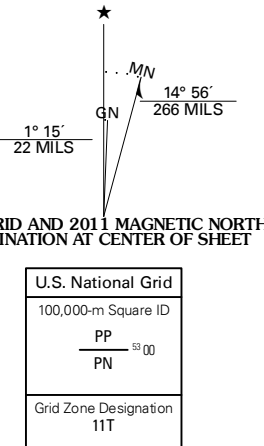 ★
MN
GN
14° 56´
266 MILS
1° 15´
22 MILS
RID AND 2011 MAGNETIC NORTH
INATION AT CENTER OF SHEET
U.S. National Grid
100,000-m Square ID
PP
53 00
PN
Grid Zone Designation
11T